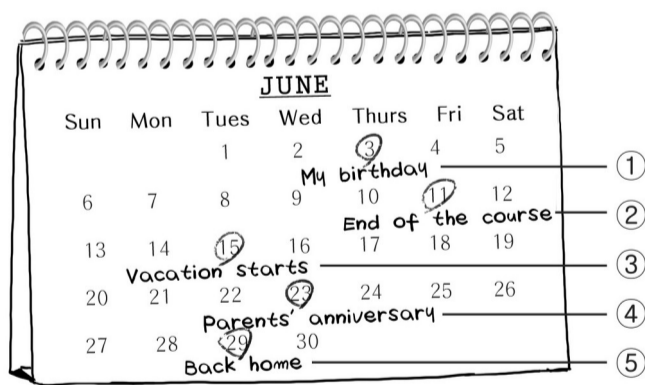 JUNE
Sun Mon Tues Wed Thurs Fri Sat
1 2 3 4 5
My birthday ①
6 7 8 9 10 11 12
End of the course ②
13 14 15 16 17 18 19
Vacation starts ③
20 21 22 23 24 25 26
Parents' anniversary ④
27 28 29 30
Back home ⑤